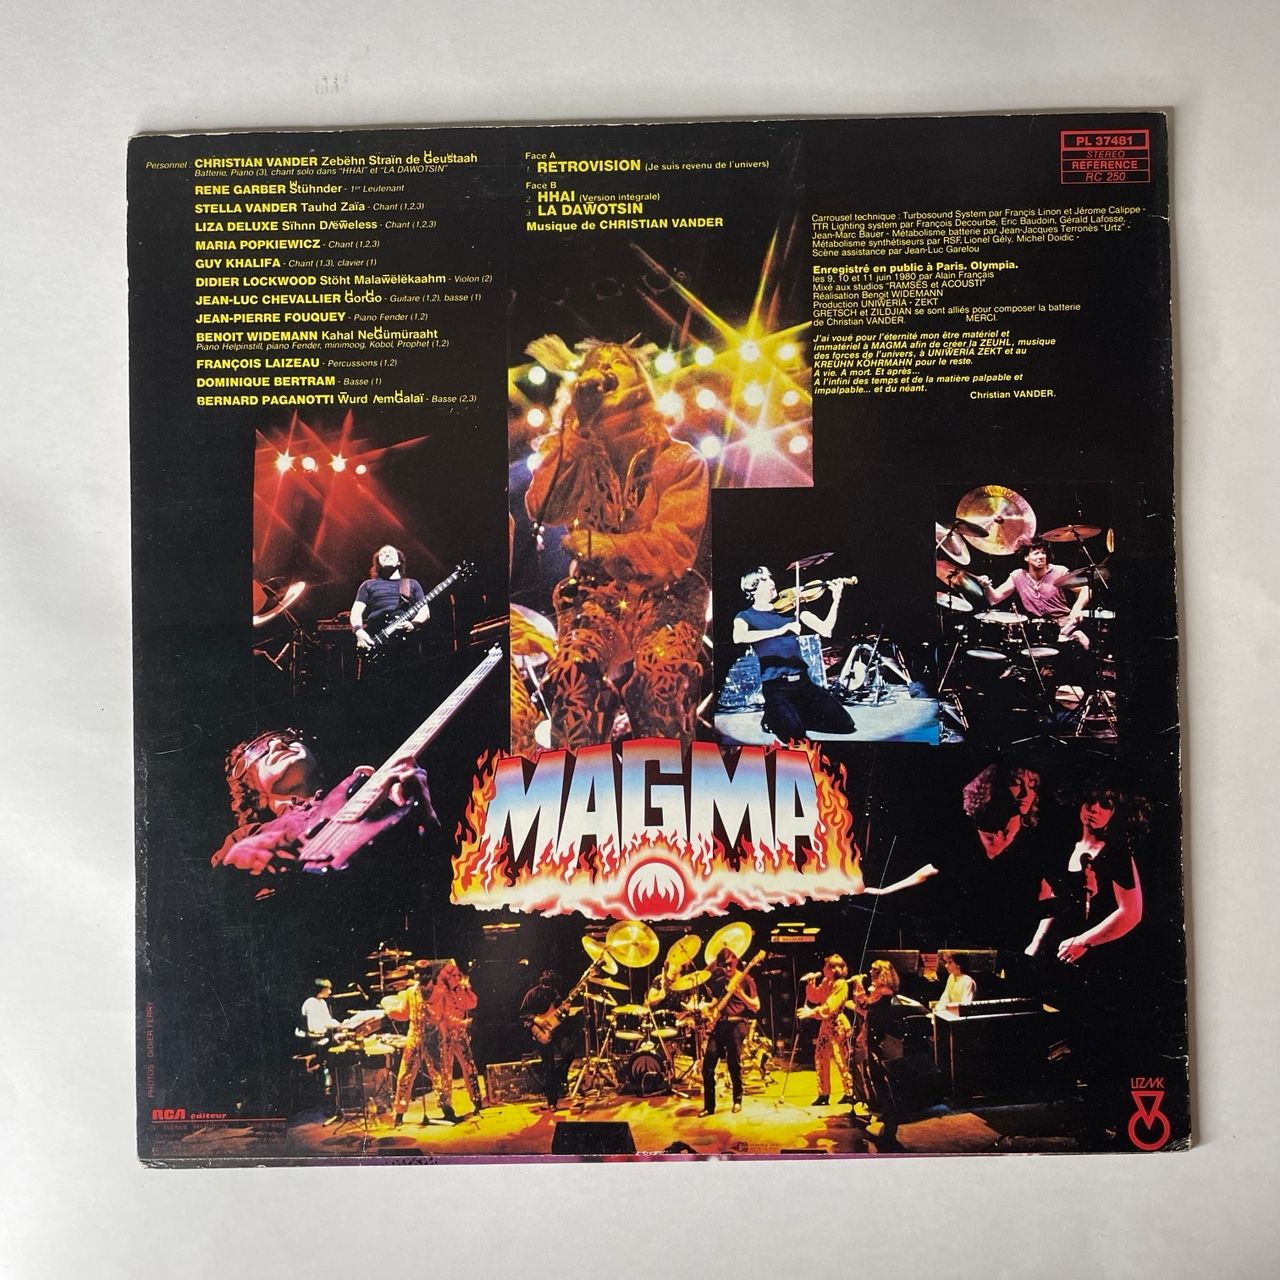 Personnel : CHRISTIAN VANDER Zebëhn Straïn de Geustaah
Batterie, Piano (3), chant solo dans "HHAI" et "LA DAWOTSIN"
RENE GARBER Stühnder - 1er Leutenant
STELLA VANDER Tauhd Zaïa - Chant (1,2,3)
LIZA DELUXE Sïhnn Dλëw̄eless - Chant (1,2,3)
MARIA POPKIEWICZ - Chant (1,2,3)
GUY KHALIFA - Chant (1,3), clavier (1)
DIDIER LOCKWOOD Stöht Malaw̄ëlëkaahm - Violon (2)
JEAN-LUC CHEVALLIER GorGo - Guitare (1,2), basse (1)
JEAN-PIERRE FOUQUEY - Piano Fender (1,2)
BENOIT WIDEMANN Kahal NeGümüraaht
Piano Helpinstill, piano Fender, minimoog, Kobol, Prophet (1,2)
FRANÇOIS LAIZEAU - Percussions (1,2)
DOMINIQUE BERTRAM - Basse (1)
BERNARD PAGANOTTI W̄urd ΛemGalaï - Basse (2,3)
Face A
1. RETROVISION (Je suis revenu de l'univers)
Face B
2. HHAI (Version intégrale)
3. LA DAW̄OTSIN
Musique de CHRISTIAN VANDER
PL 37481
STEREO
RÉFÉRENCE
RC 250
Carrousel technique : Turbosound System par Françis Linon et Jérome Calippe -
TTR Lighting system par François Decourbe, Eric Baudoin, Gérald Lafosse,
Jean-Marc Bauer - Métabolisme batterie par Jean-Jacques Terronès "Urtz" -
Métabolisme synthétiseurs par RSF, Lionel Gély, Michel Doidic -
Scène assistance par Jean-Luc Garelou
Enregistré en public à Paris. Olympia.
les 9, 10 et 11 juin 1980 par Alain Français
Mixé aux studios "RAMSES et ACOUSTI"
Réalisation Benoit WIDEMANN
Production UNIWERIA - ZEKT
GRETSCH et ZILDJIAN se sont alliés pour composer la batterie
de Christian VANDER. MERCI.
J'ai voué pour l'éternité mon être matériel et
immatériel à MAGMA afin de créer la ZEUHL, musique
des forces de l'univers, à UNIWERIA ZEKT et au
KREUHN KOHRMAHN pour le reste.
A vie. A mort. Et après...
A l'infini des temps et de la matière palpable et
impalpable... et du néant.
Christian VANDER.
MAGMA
PHOTOS : DIDIER FERRY
RCA éditeur
UZMK